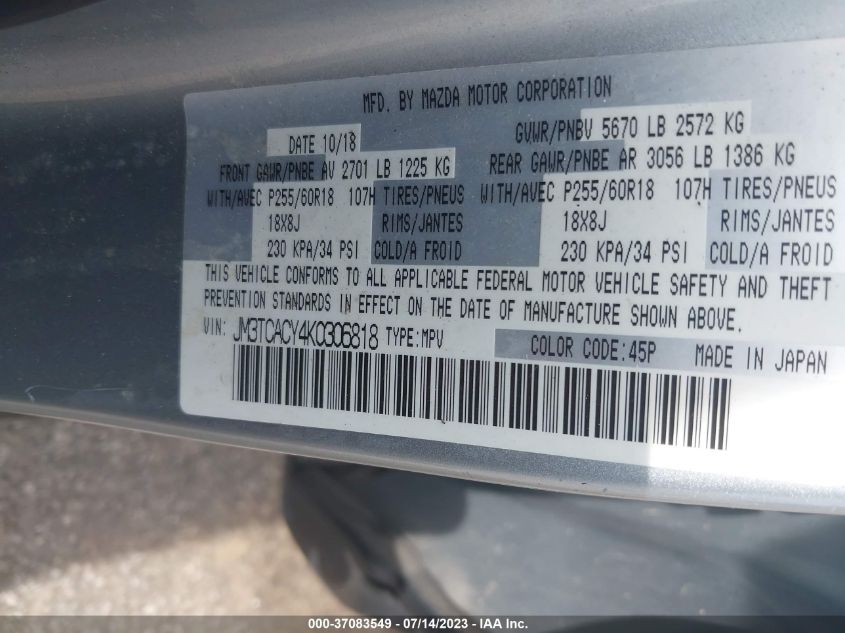 MFD. BY MAZDA MOTOR CORPORATION
DATE 10/18 GVWR/PNBV 5670 LB 2572 KG
FRONT GAWR/PNBE AV 2701 LB 1225 KG REAR GAWR/PNBE AR 3056 LB 1386 KG
WITH/AVEC P255/60R18 107H TIRES/PNEUS WITH/AVEC P255/60R18 107H TIRES/PNEUS
18X8J RIMS/JANTES 18X8J RIMS/JANTES
230 KPA/34 PSI COLD/A FROID 230 KPA/34 PSI COLD/A FROID
THIS VEHICLE CONFORMS TO ALL APPLICABLE FEDERAL MOTOR VEHICLE SAFETY AND THEFT
PREVENTION STANDARDS IN EFFECT ON THE DATE OF MANUFACTURE SHOWN ABOVE.
VIN: JM3TCACY4K0306818 TYPE:MPV COLOR CODE:45P MADE IN JAPAN
000-37083549 - 07/14/2023 - IAA Inc.